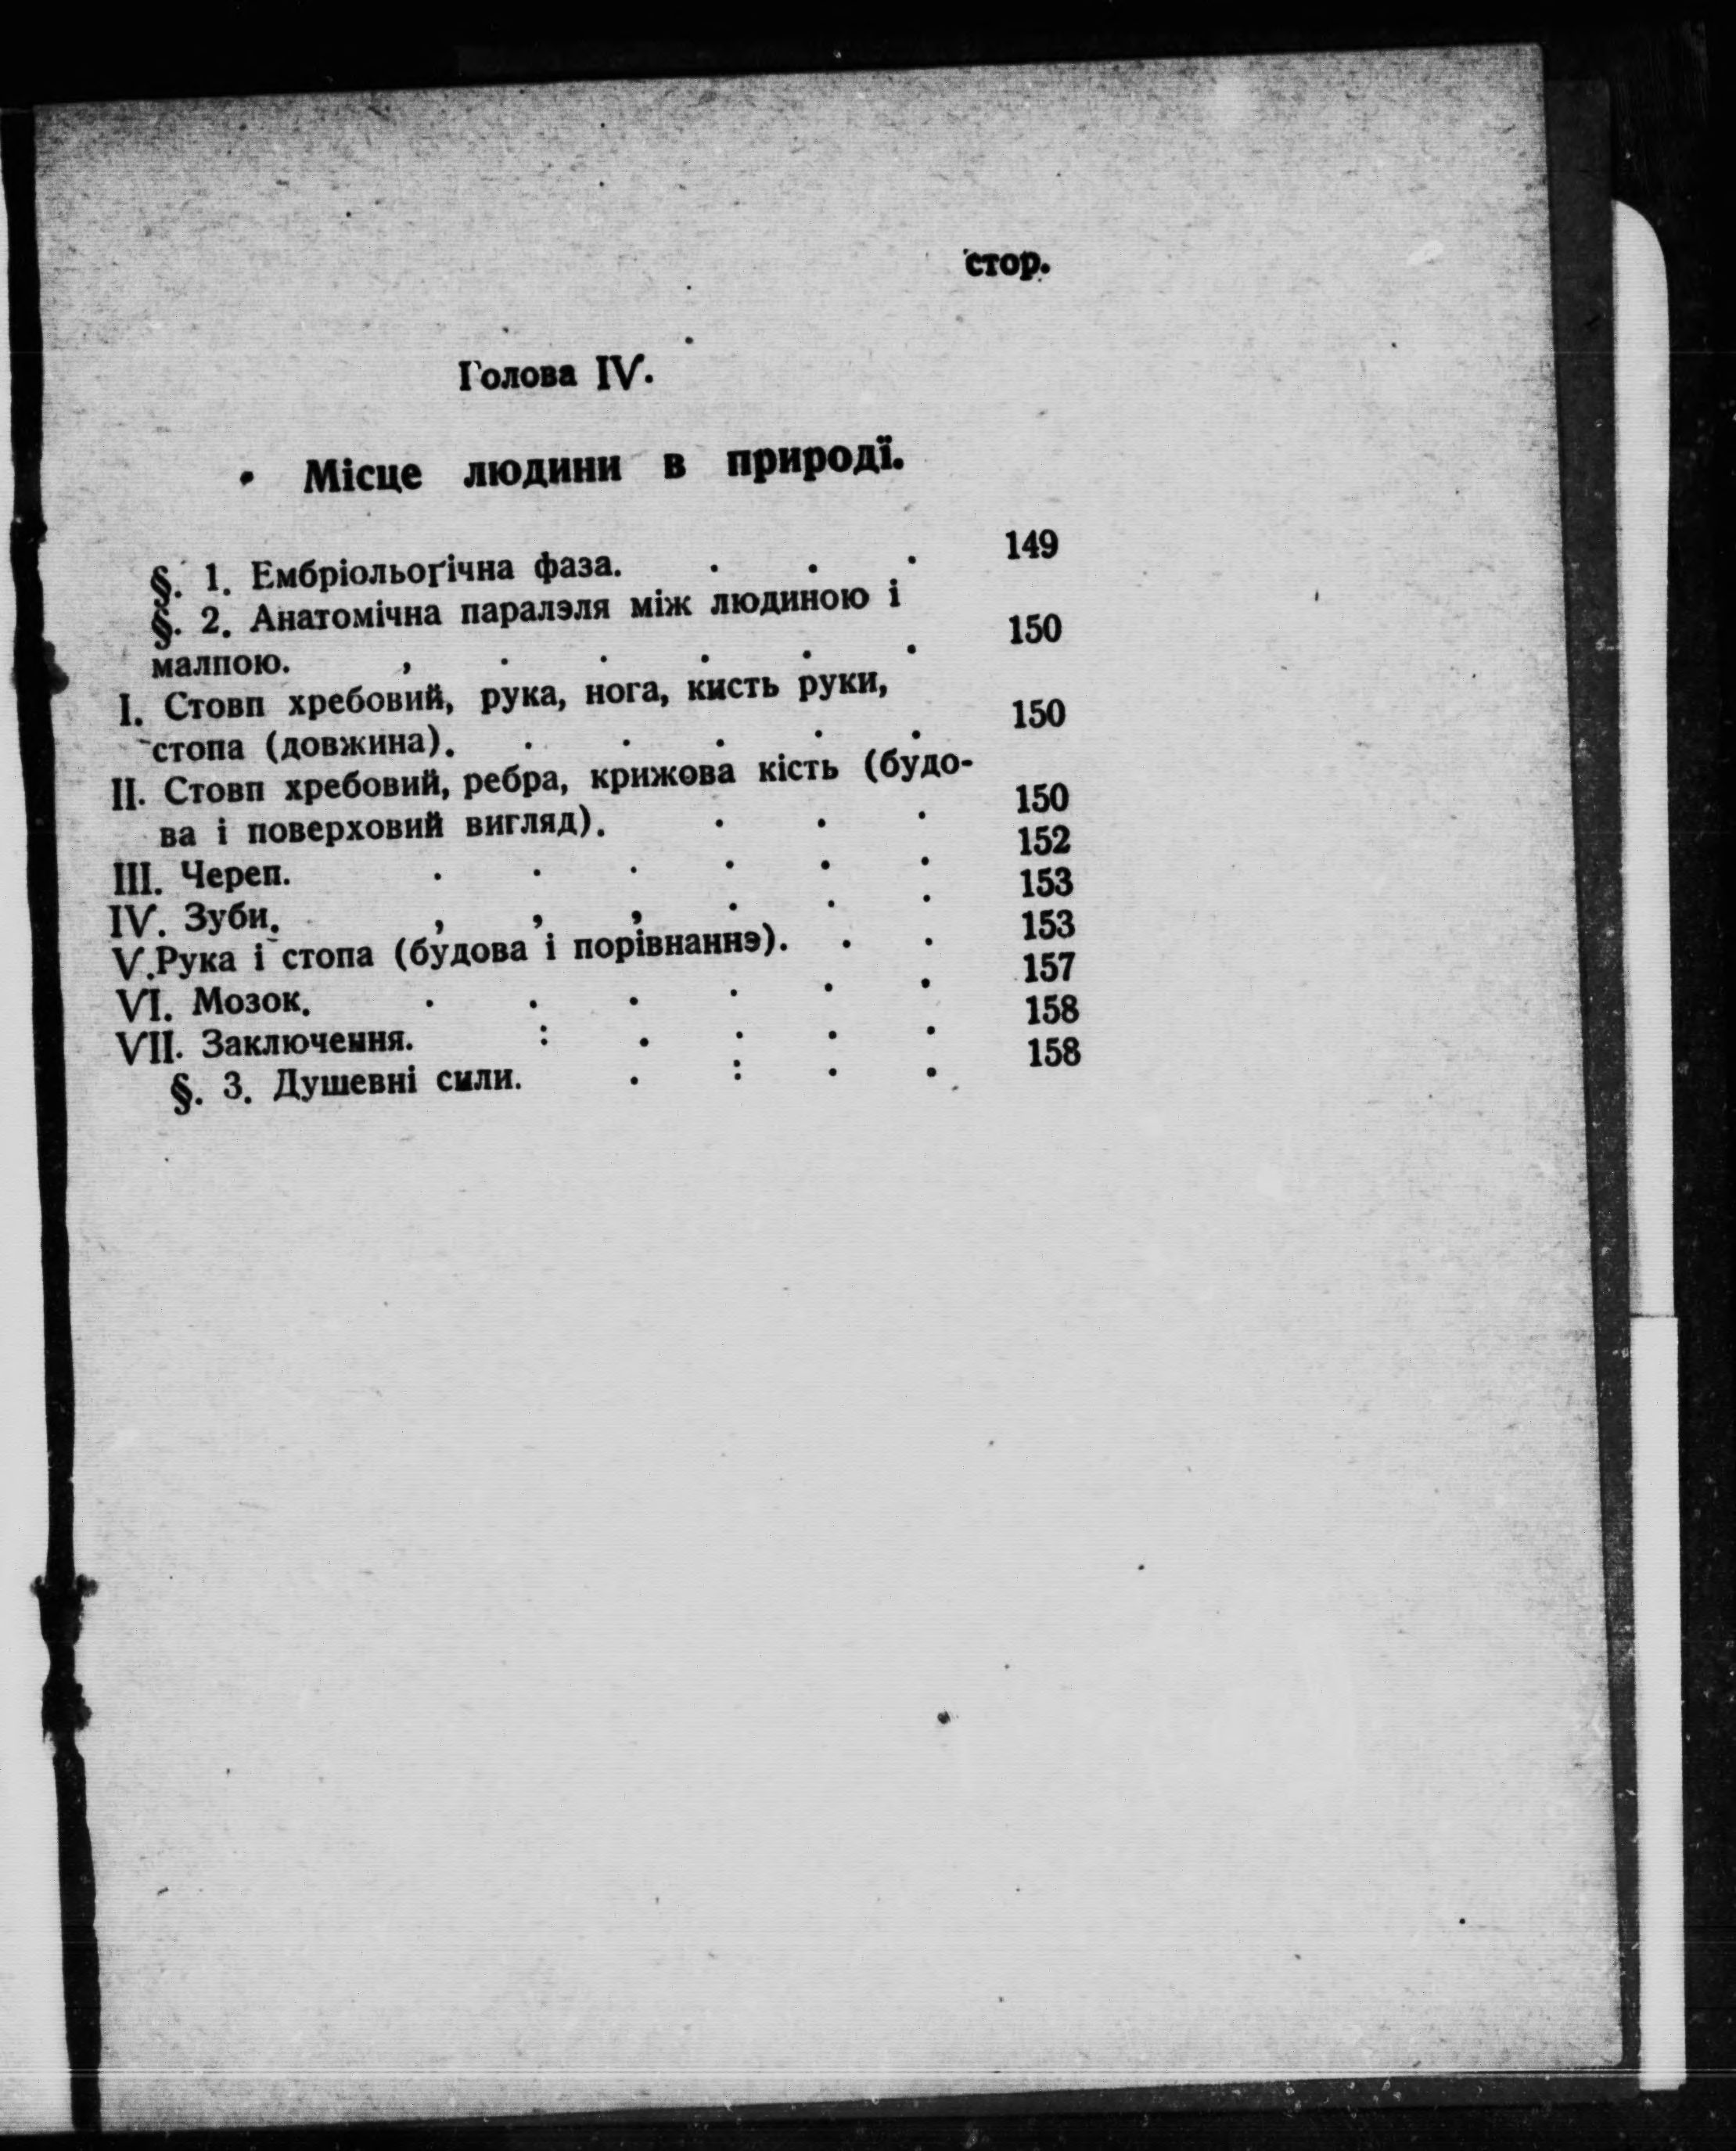 стор.
Голова IV.
Місце людини в природї.
§. 1. Ембріольоґічна фаза. . . . 149
§. 2. Анатомічна паралэля між людиною і
малпою. , . . . . . 150
I. Стовп хребовий, рука, нога, кисть руки,
стопа (довжина). . . . . . 150
II. Стовп хребовий, ребра, крижова кість (будо-
ва і поверховий вигляд). . . . 150
III. Череп. . . . . . . 152
IV. Зуби. , , , . . . 153
V.Рука і стопа (будова і порівнаннэ). . . 153
VI. Мозок. . . . . . . 157
VII. Заключення. : . . . . 158
§. 3. Душевні сили. . : . . 158